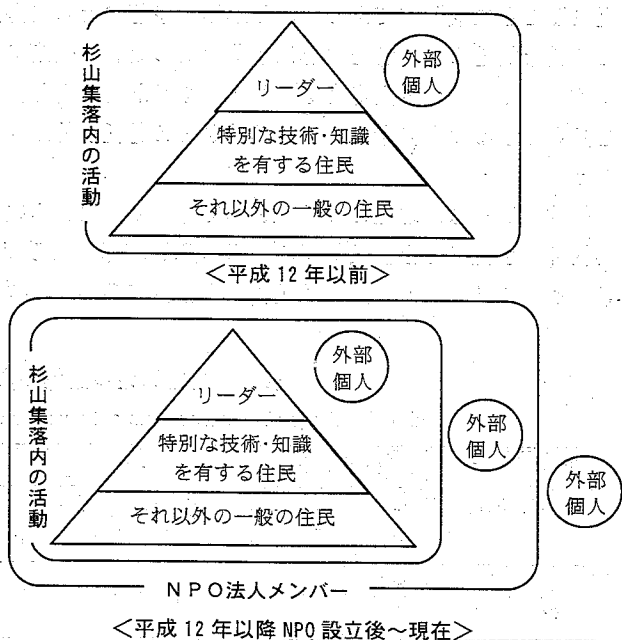 杉山集落内の活動
外部
個人
リーダー
特別な技術・知識
を有する住民
それ以外の一般の住民
＜平成12年以前＞
杉山集落内の活動
外部
個人
リーダー
特別な技術・知識
を有する住民
それ以外の一般の住民
外部
個人
外部
個人
ＮＰＯ法人メンバー
＜平成12年以降NPO設立後～現在＞